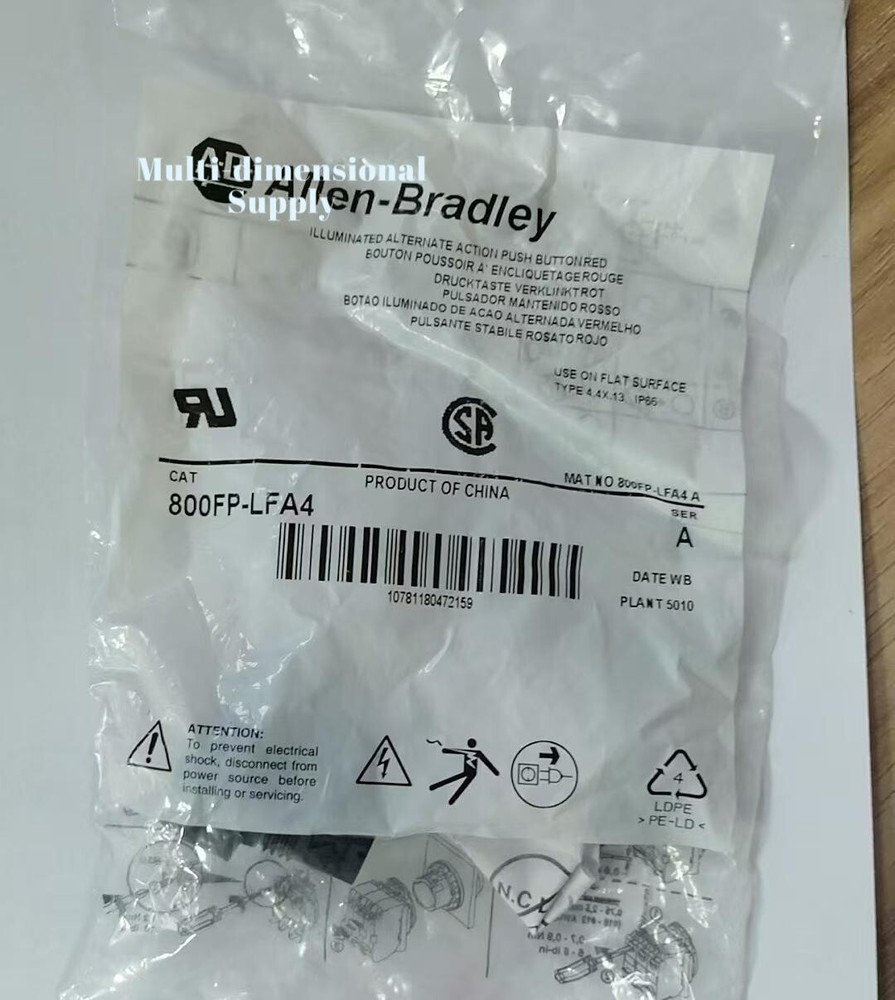 Multi-dimensional
Supply
AB Allen-Bradley
ILLUMINATED ALTERNATE ACTION PUSH BUTTON RED
BOUTON POUSSOIR A' ENCLIQUETAGE ROUGE
DRUCKTASTE VERKLINKT ROT
PULSADOR MANTENIDO ROSSO
BOTAO ILUMINADO DE ACAO ALTERNADA VERMELHO
PULSANTE STABILE ROSATO ROJO
USE ON FLAT SURFACE
TYPE 4,4X,13, IP66
CAT
PRODUCT OF CHINA
MAT NO 800FP-LFA4 A
800FP-LFA4
SER
A
DATE WB
10781180472159
PLANT 5010
ATTENTION:
To prevent electrical
shock, disconnect from
power source before
installing or servicing.
4
LDPE
> PE-LD <
N.C.